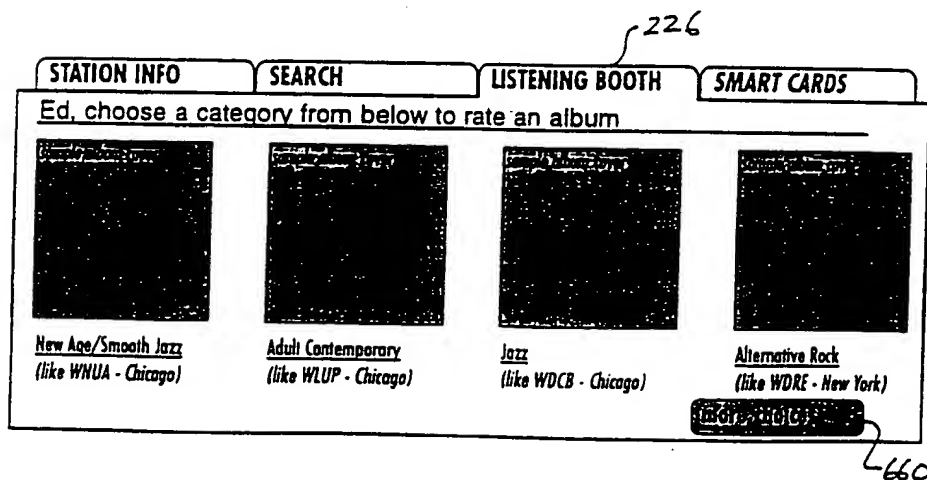 226
STATION INFO SEARCH LISTENING BOOTH SMART CARDS
Ed, choose a category from below to rate an album
New Age/Smooth Jazz Adult Contemporary Jazz Alternative Rock
(like WNUA - Chicago) (like WLUP - Chicago) (like WDCB - Chicago) (like WDRE - New York)
660